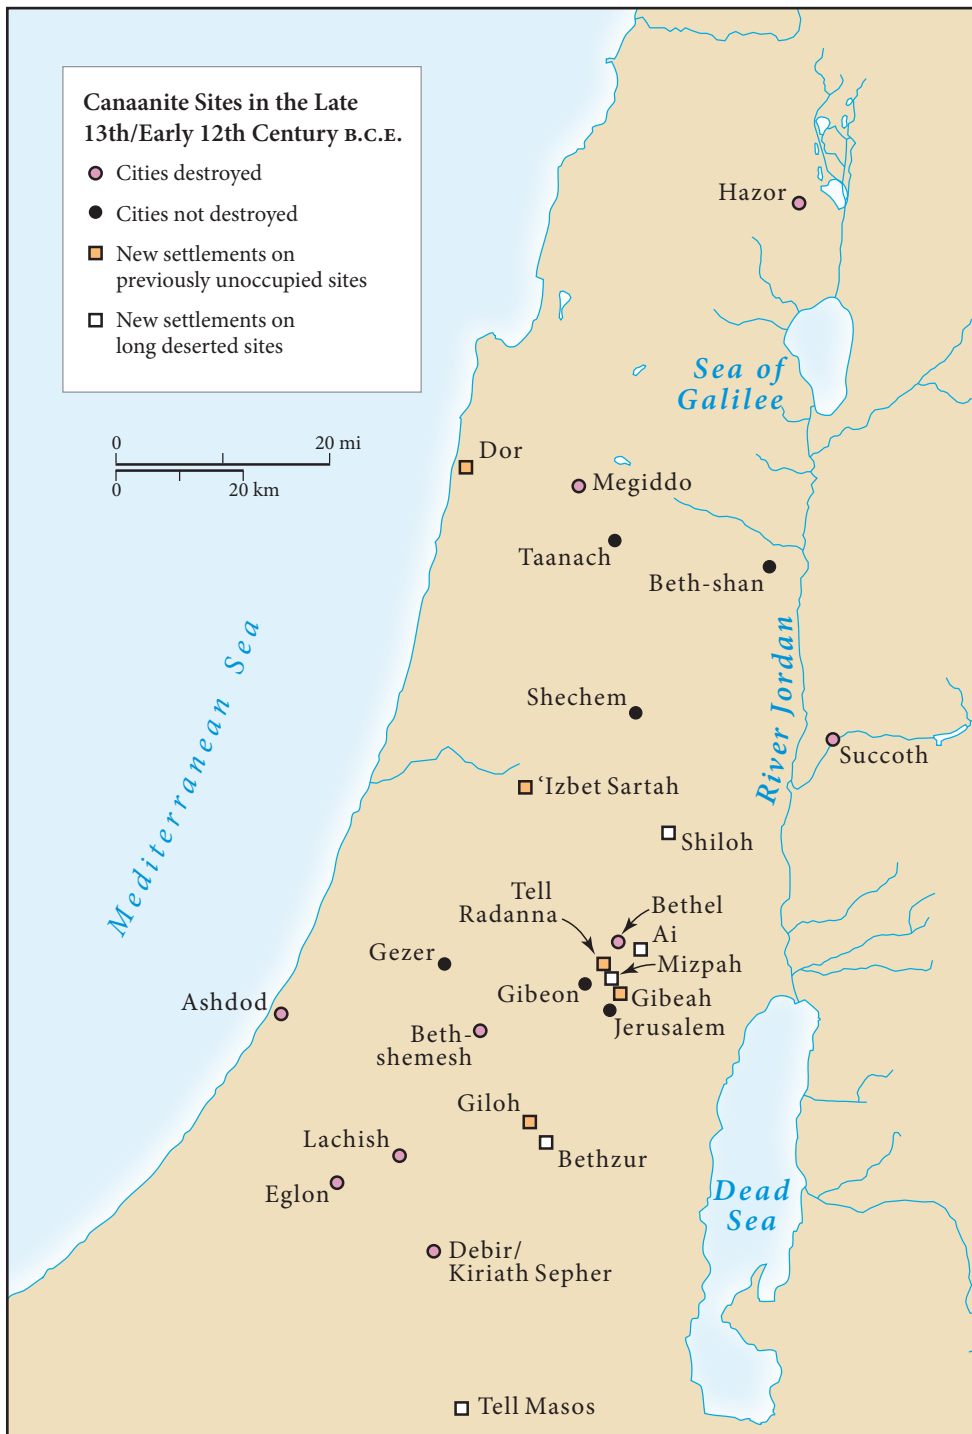 Canaanite Sites in the Late
13th/Early 12th Century B.C.E.
Cities destroyed
Cities not destroyed
New settlements on
previously unoccupied sites
New settlements on
long deserted sites
0 20 mi
0 20 km
Hazor
Sea of
Galilee
Dor
Megiddo
Taanach
Beth-shan
Mediterranean Sea
River Jordan
Shechem
Succoth
‘Izbet Sartah
Shiloh
Tell
Radanna
Bethel
Ai
Gezer
Mizpah
Gibeon
Gibeah
Ashdod
Jerusalem
Beth-
shemesh
Giloh
Lachish
Bethzur
Eglon
Dead
Sea
Debir/
Kiriath Sepher
Tell Masos